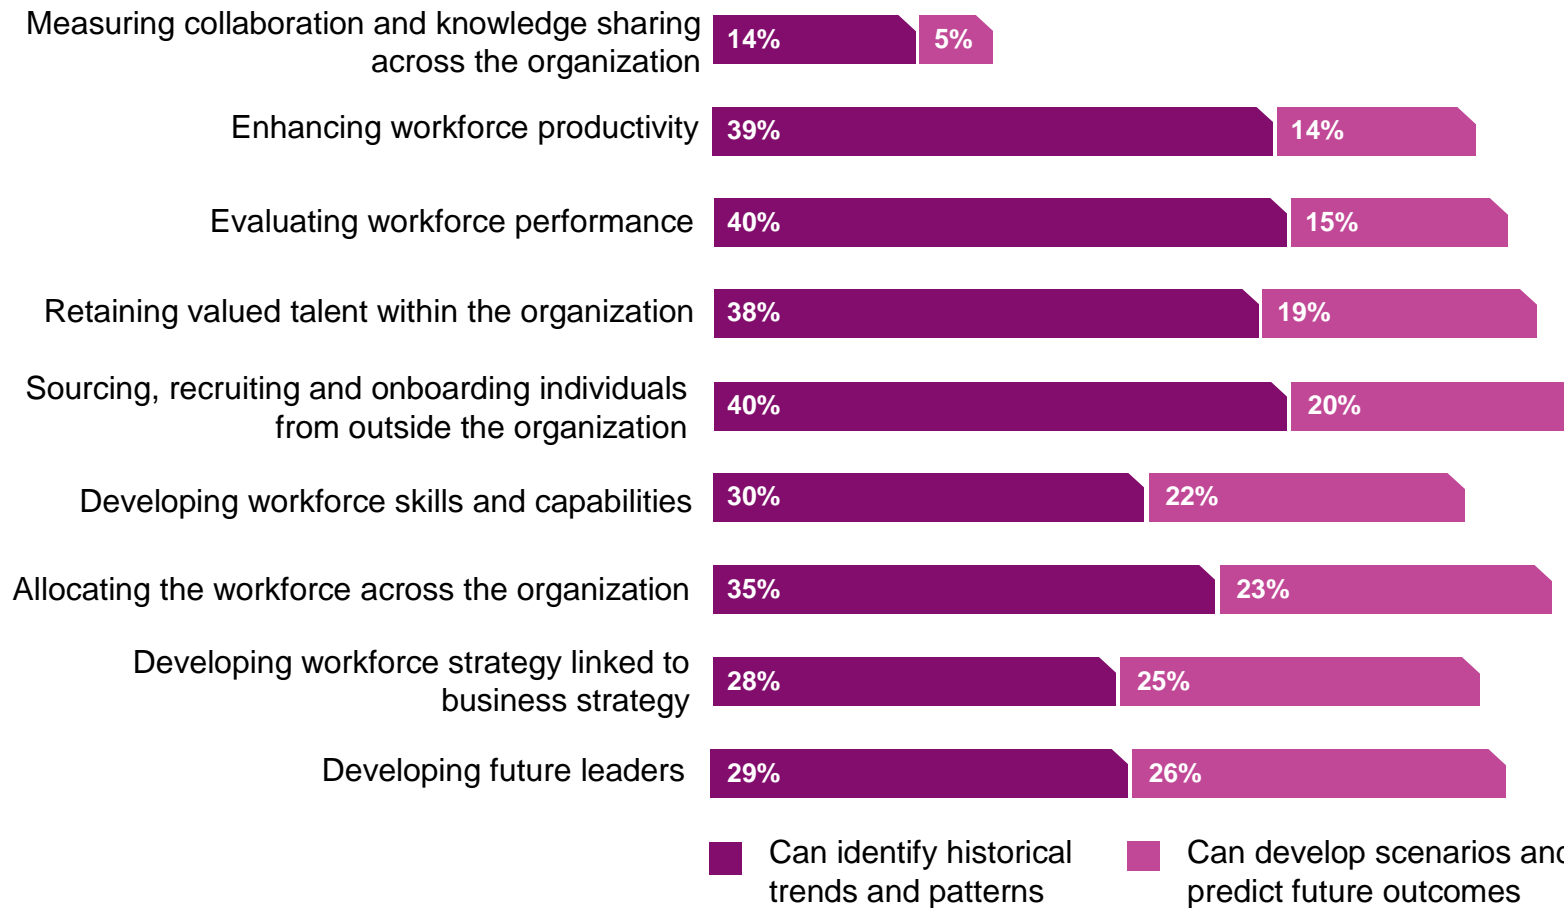 Measuring collaboration and knowledge sharing
across the organization
14%
5%
Enhancing workforce productivity
39%
14%
Evaluating workforce performance
40%
15%
Retaining valued talent within the organization
38%
19%
Sourcing, recruiting and onboarding individuals
from outside the organization
40%
20%
Developing workforce skills and capabilities
30%
22%
Allocating the workforce across the organization
35%
23%
Developing workforce strategy linked to
business strategy
28%
25%
Developing future leaders
29%
26%
Can identify historical
trends and patterns
Can develop scenarios and
predict future outcomes